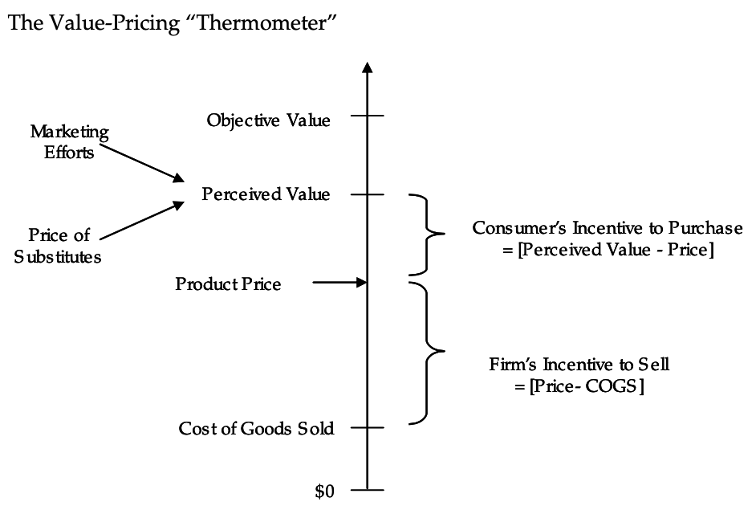 The Value-Pricing “Thermometer”
Objective Value
Marketing
Efforts
Perceived Value
Price of
Substitutes
Consumer’s Incentive to Purchase
= [Perceived Value - Price]
Product Price
Firm’s Incentive to Sell
= [Price- COGS]
Cost of Goods Sold
$0